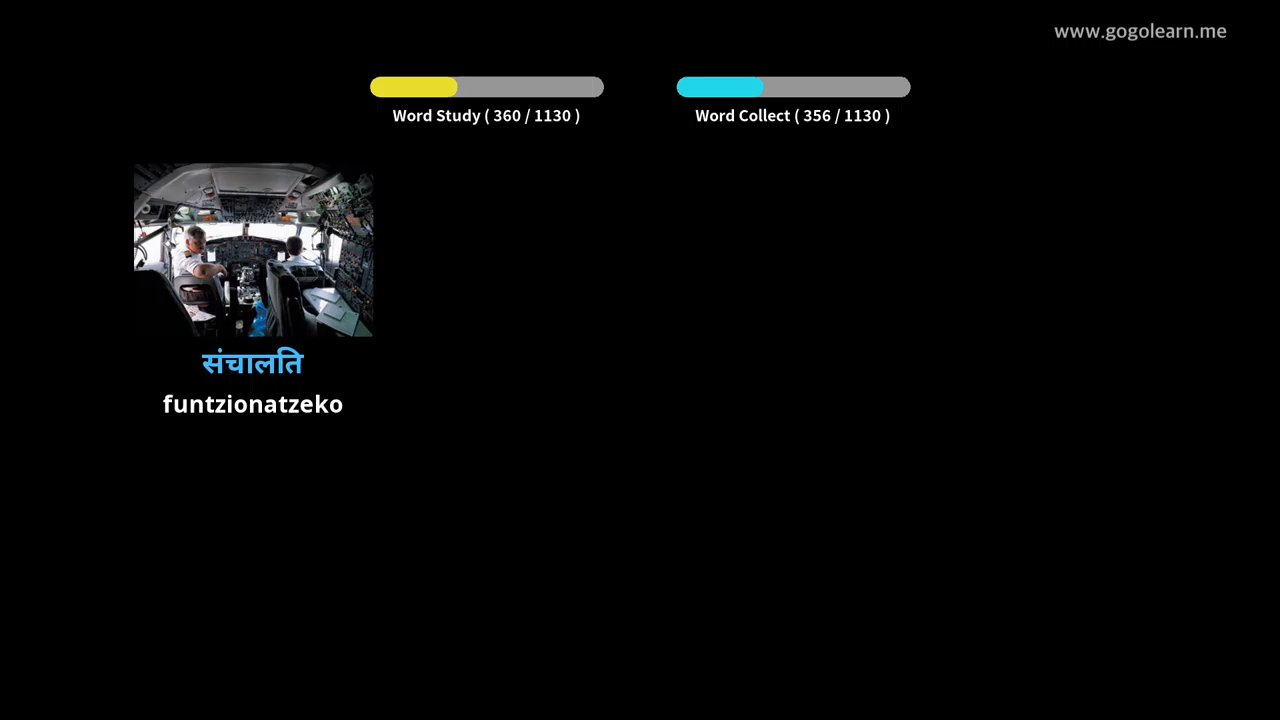 www.gogolearn.me
Word Study ( 360 / 1130 )
Word Collect ( 356 / 1130 )
संचालति
funtzionatzeko